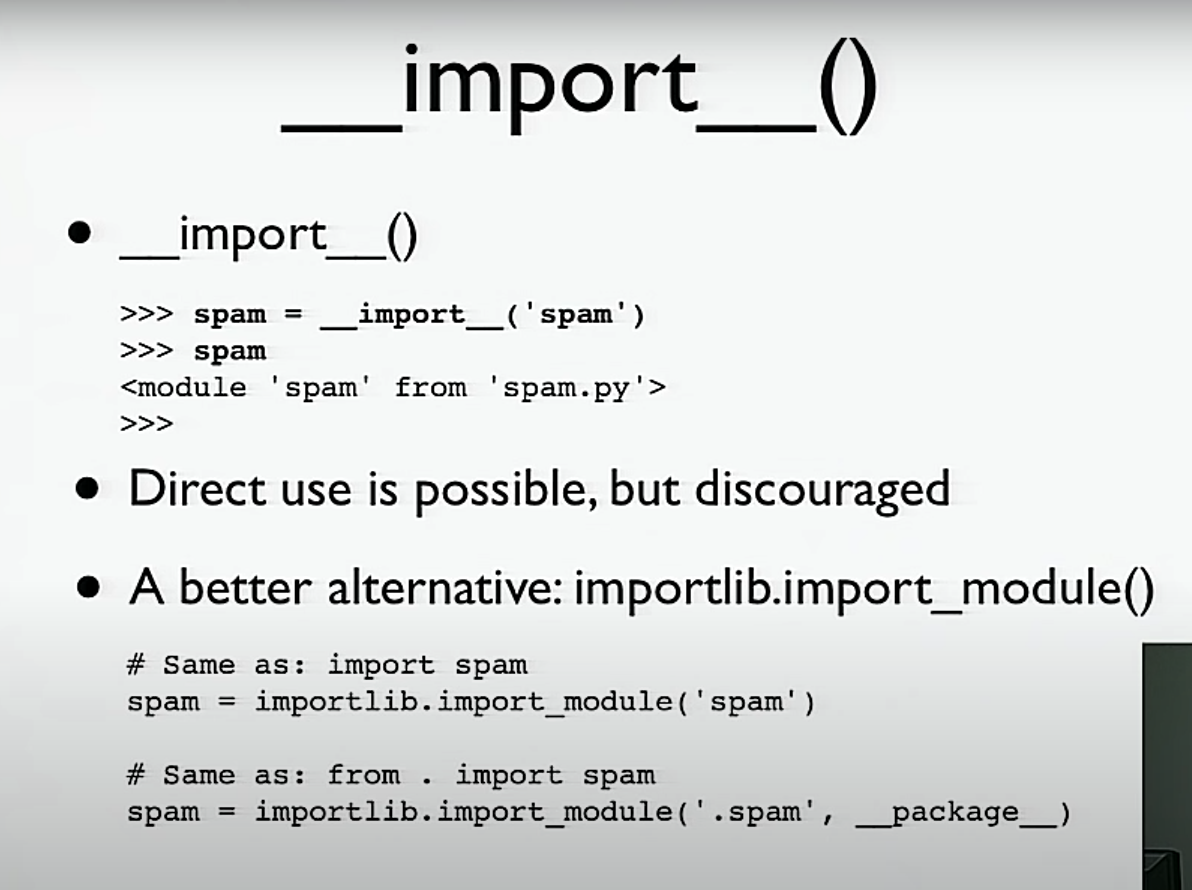 __import__()
• __import__()
>>> spam = __import__('spam')
>>> spam
<module 'spam' from 'spam.py'>
>>>
• Direct use is possible, but discouraged
• A better alternative: importlib.import_module()
# Same as: import spam
spam = importlib.import_module('spam')
# Same as: from . import spam
spam = importlib.import_module('.spam', __package__)